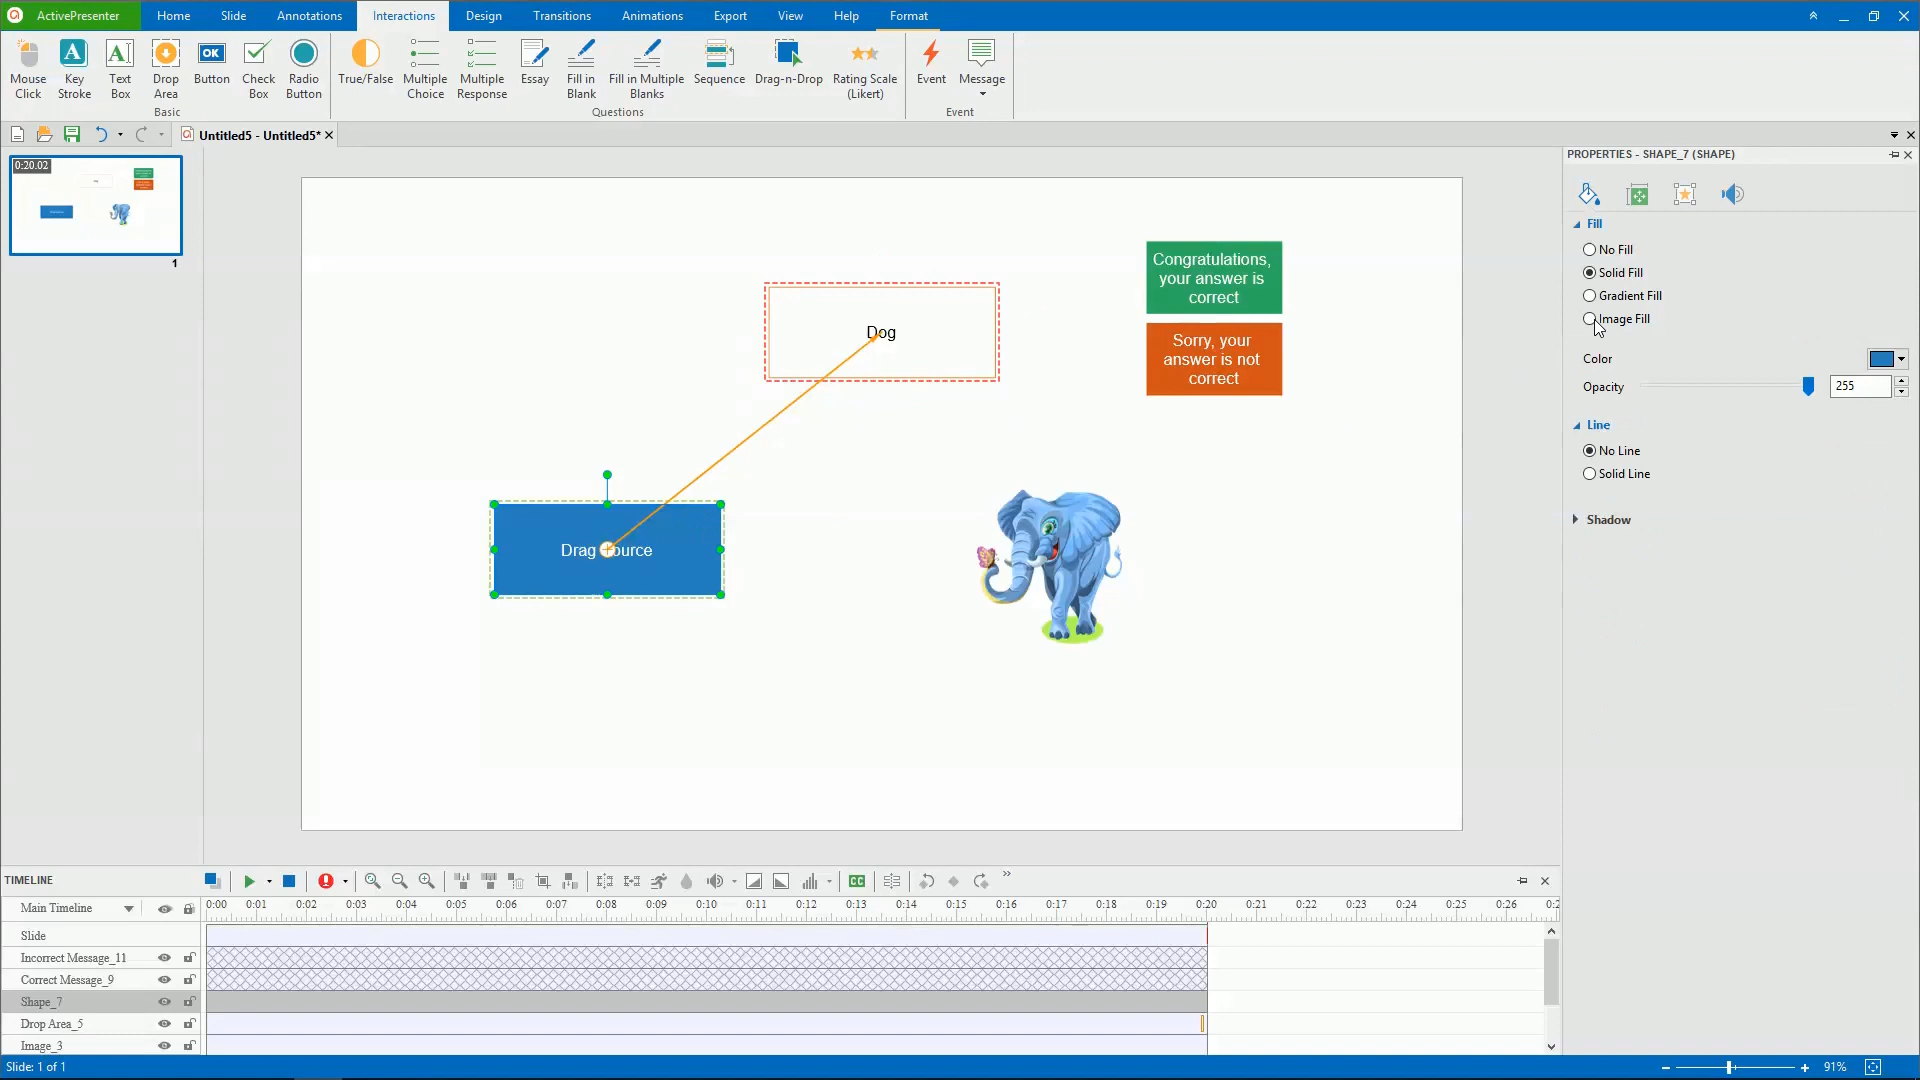 ActivePresenter
Home
Slide
Annotations
Interactions
Design
Transitions
Animations
Export
View
Help
Format
Mouse
Click
Key
Stroke
Text
Box
Drop
Area
Button
Check
Box
Radio
Button
Basic
True/False
Multiple
Choice
Multiple
Response
Essay
Fill in
Blank
Fill in Multiple
Blanks
Sequence
Drag-n-Drop
Rating Scale
(Likert)
Questions
Event
Message
Event
OK
Untitled5 - Untitled5*
0:20.02
1
Dog
Congratulations,
your answer is
correct
Sorry, your
answer is not
correct
Drag Source
PROPERTIES - SHAPE_7 (SHAPE)
Fill
No Fill
Solid Fill
Gradient Fill
Image Fill
Color
Opacity
255
Line
No Line
Solid Line
Shadow
TIMELINE
CC
Main Timeline
0:00 0:01 0:02 0:03 0:04 0:05 0:06 0:07 0:08 0:09 0:10 0:11 0:12 0:13 0:14 0:15 0:16 0:17 0:18 0:19 0:20 0:21 0:22 0:23 0:24 0:25 0:26
Slide
Incorrect Message_11
Correct Message_9
Shape_7
Drop Area_5
Image_3
Slide: 1 of 1
91%